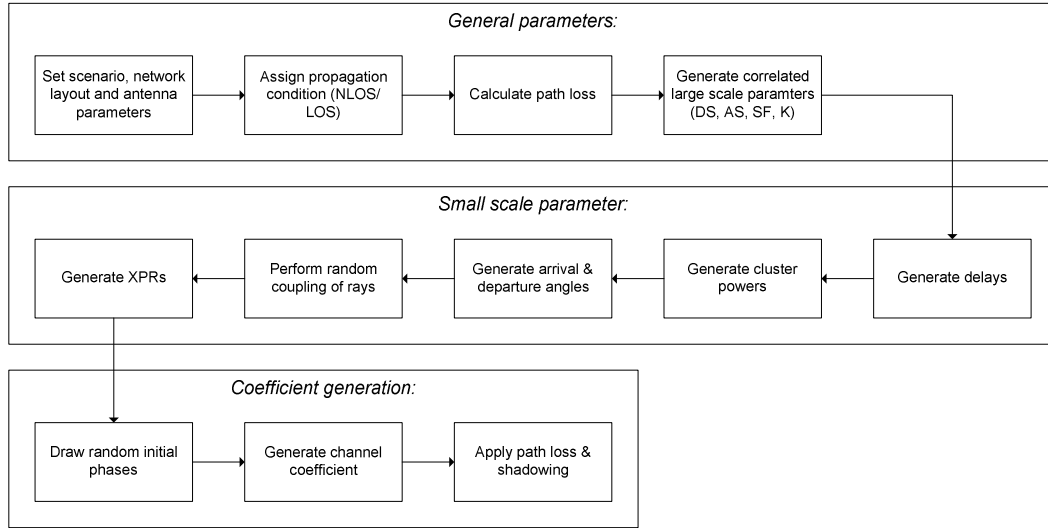 General parameters:
Set scenario, network
layout and antenna
parameters
Assign propagation
condition (NLOS/
LOS)
Calculate path loss
Generate correlated
large scale paramters
(DS, AS, SF, K)
Small scale parameter:
Generate XPRs
Perform random
coupling of rays
Generate arrival &
departure angles
Generate cluster
powers
Generate delays
Coefficient generation:
Draw random initial
phases
Generate channel
coefficient
Apply path loss &
shadowing